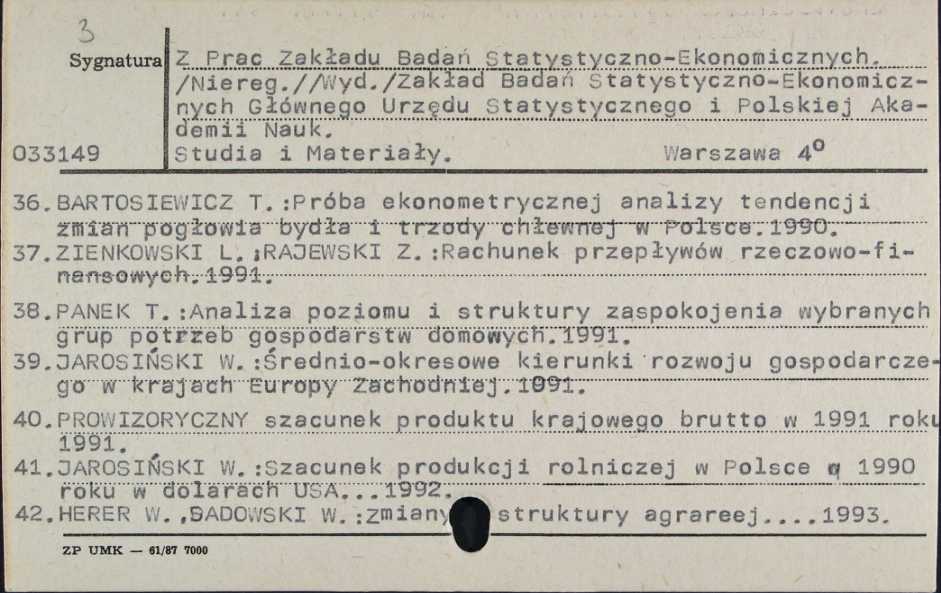 3
Sygnatura Z Prac Zakładu Badań Statystyczno-Ekonomicznych.
/Niereg.//Wyd./Zakład Badań Statystyczno-Ekonomicz-
nych Głównego Urzędu Statystycznego i Polskiej Aka-
demii Nauk.
033149 Studia i Materiały. Warszawa 4º
36.BARTOSIEWICZ T.:Próba ekonometrycznej analizy tendencji
zmian pogłowia bydła i trzody chlewnej w Polsce.1990.
37.ZIENKOWSKI L.;RAJEWSKI Z.:Rachunek przepływów rzeczowo-fi-
nansowych.1991.
38.PANEK T.:Analiza poziomu i struktury zaspokojenia wybranych
grup potrzeb gospodarstw domowych.1991.
39.JAROSIŃSKI W.:Średnio-okresowe kierunki rozwoju gospodarcze-
go w krajach Europy Zachodniej.1991.
40.PROWIZORYCZNY szacunek produktu krajowego brutto w 1991 roku
1991.
41.JAROSIŃSKI W.:Szacunek produkcji rolniczej w Polsce 1990
roku w dolarach USA...1992.
42.HERER W.,SADOWSKI W.:Zmiany struktury agrareej....1993.
ZP UMK — 61/87 7000